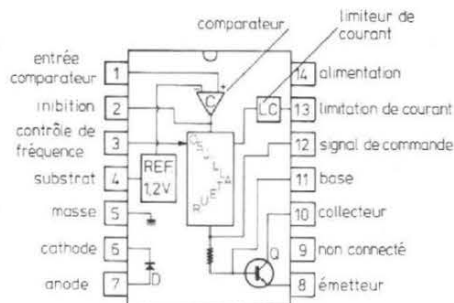 comparateur
limiteur de
courant
entrée
comparateur
1
C
+
14
alimentation
inibition
2
LC
13
limitation de courant
contrôle de
fréquence
3
OSCILLATEUR
12
signal de commande
substrat
4
REF
1,2V
11
base
masse
5
10
collecteur
cathode
6
D
Q
9
non connecté
anode
7
8
émetteur